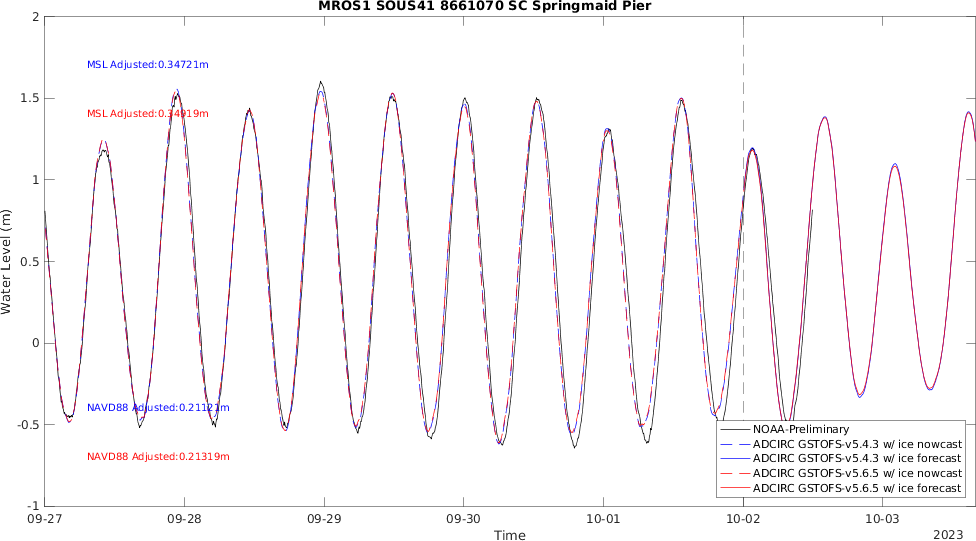 MROS1 SOUS41 8661070 SC Springmaid Pier
2
1.5
1
0.5
0
-0.5
-1
Water Level (m)
MSL Adjusted:0.34721m
MSL Adjusted:0.34919m
NAVD88 Adjusted:0.21121m
NAVD88 Adjusted:0.21319m
NOAA-Preliminary
ADCIRC GSTOFS-v5.4.3 w/ ice nowcast
ADCIRC GSTOFS-v5.4.3 w/ ice forecast
ADCIRC GSTOFS-v5.6.5 w/ ice nowcast
ADCIRC GSTOFS-v5.6.5 w/ ice forecast
09-27 09-28 09-29 09-30 10-01 10-02 10-03
Time
2023